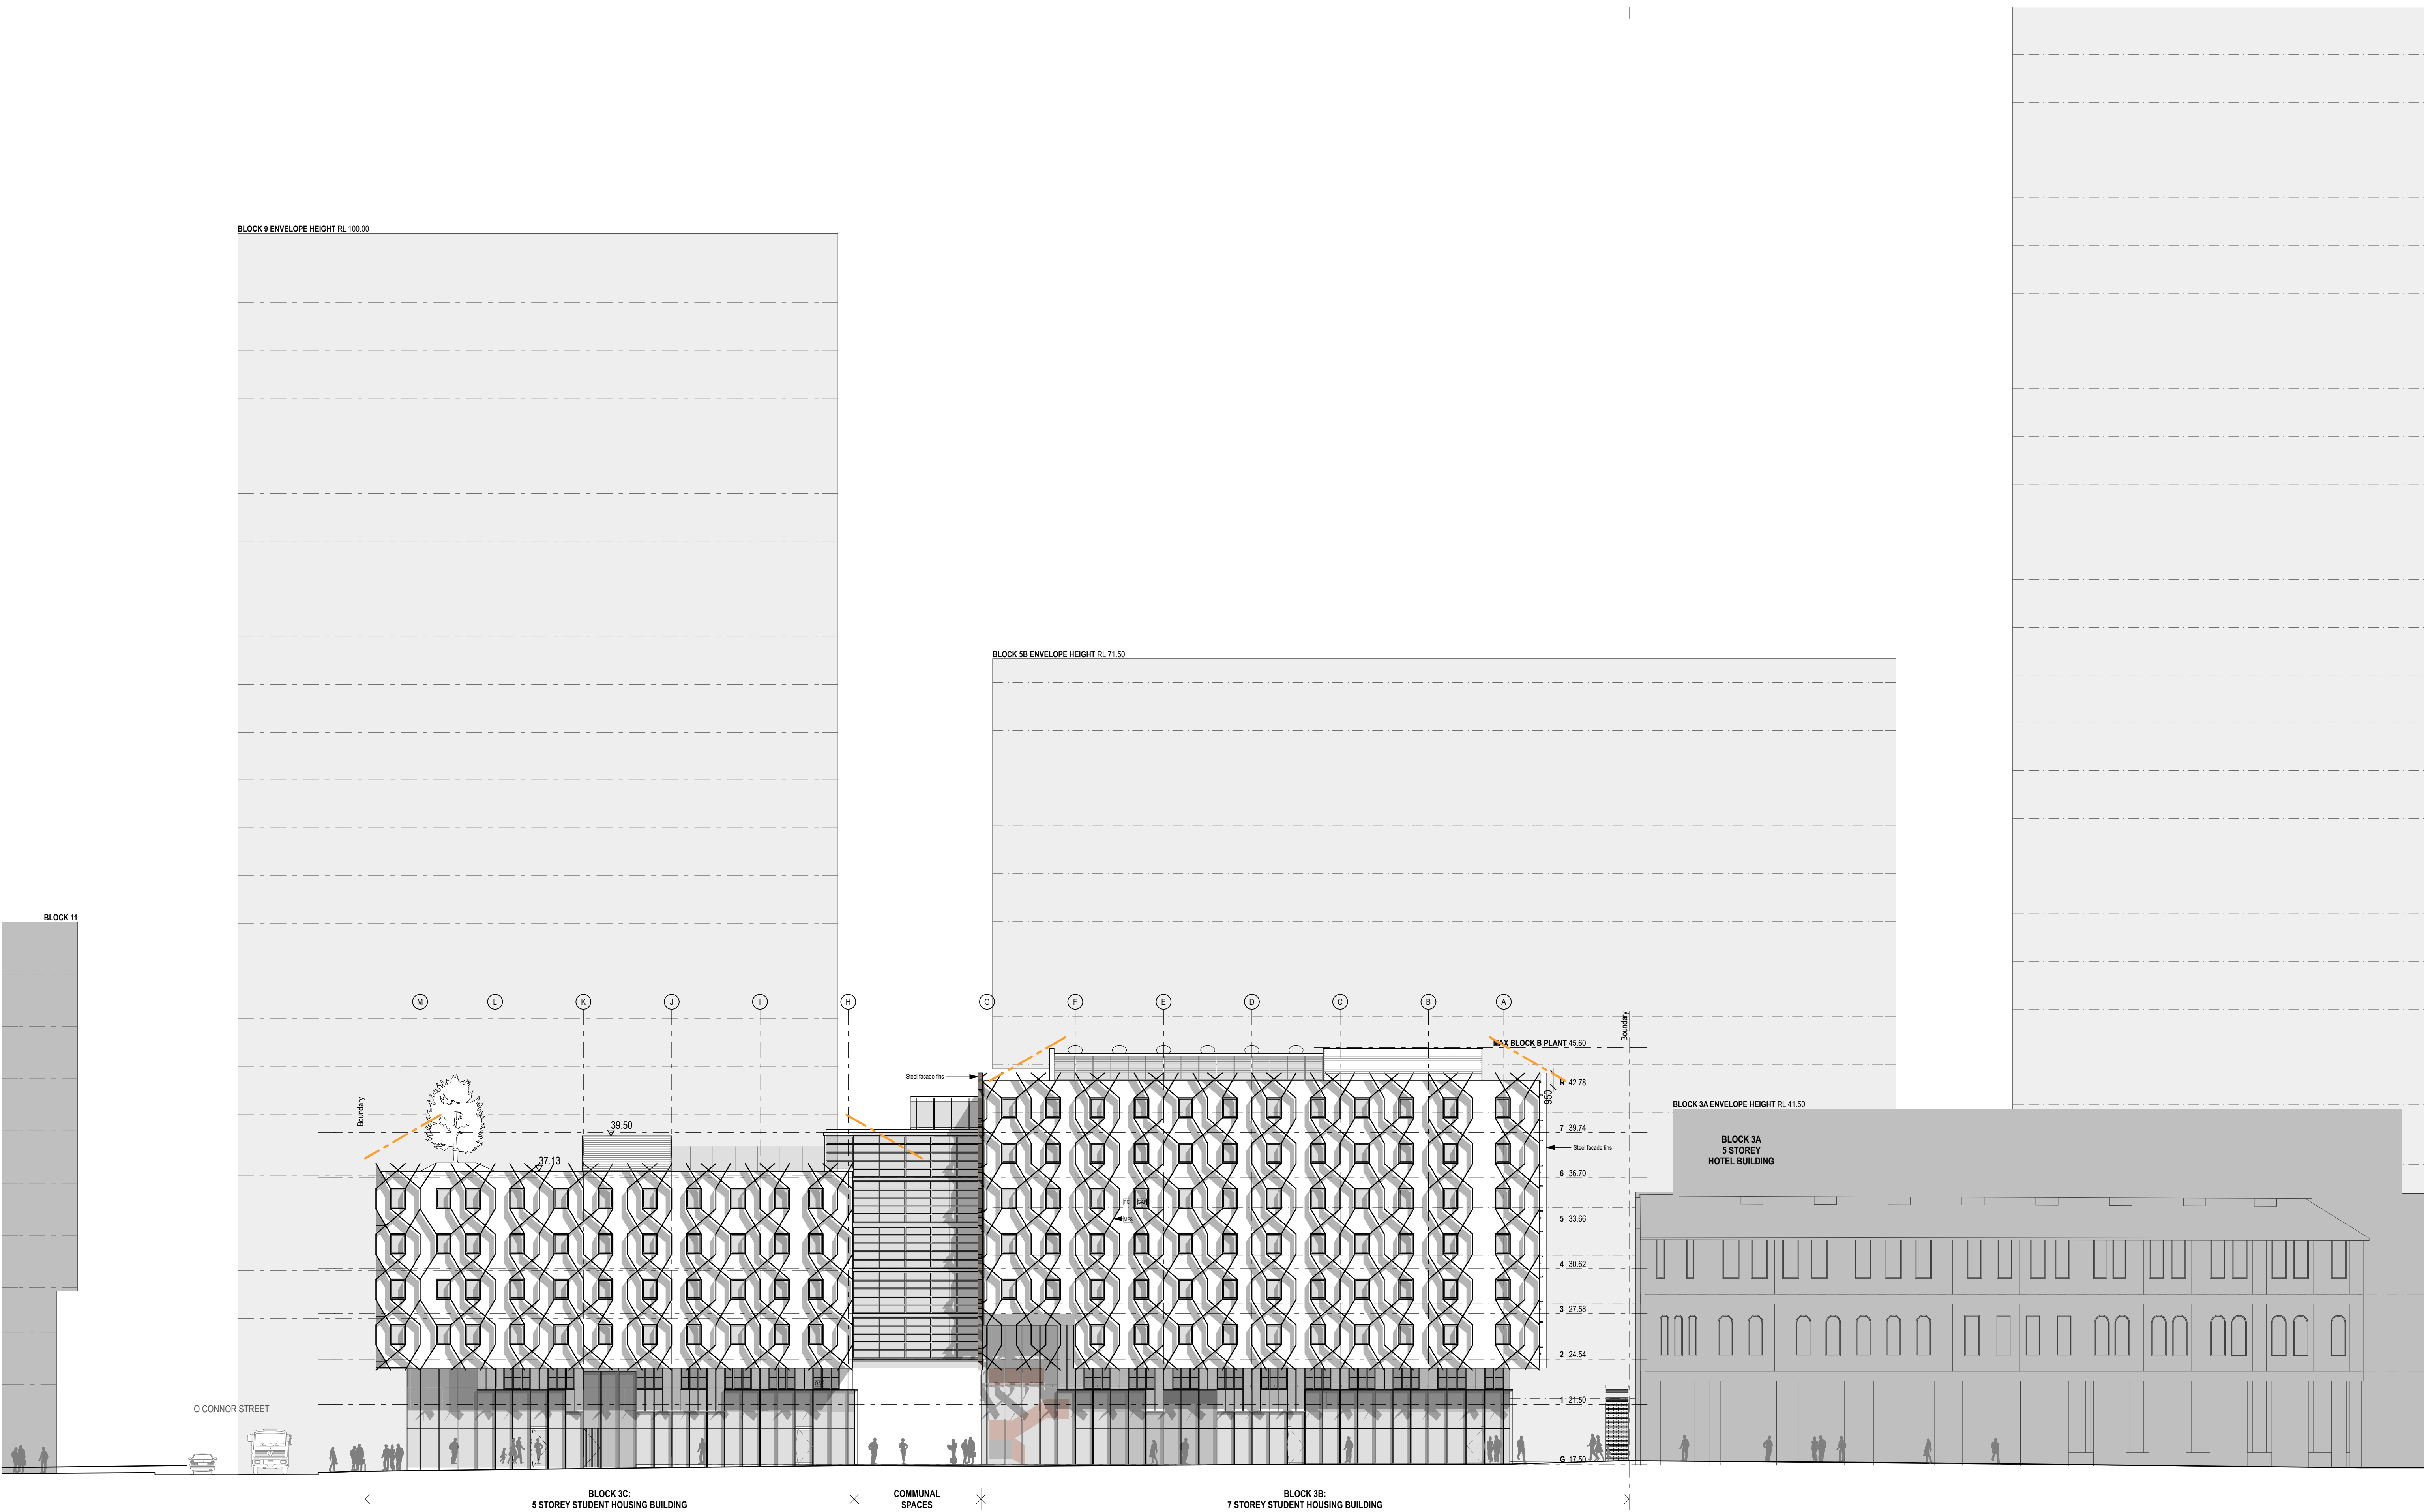 BLOCK 9 ENVELOPE HEIGHT RL 100.00
BLOCK 5B ENVELOPE HEIGHT RL 71.50
BLOCK 11
M
L
K
J
I
H
G
F
E
D
C
B
A
Boundary
MAX BLOCK B PLANT 45.60
Steel facade fins
R 42.78
950
Boundary
BLOCK 3A ENVELOPE HEIGHT RL 41.50
39.50
7 39.74
BLOCK 3A
5 STOREY
HOTEL BUILDING
Steel facade fins
37.13
6 36.70
5 33.66
4 30.62
3 27.58
2 24.54
1 21.50
O CONNOR STREET
G 17.50
BLOCK 3C:
5 STOREY STUDENT HOUSING BUILDING
COMMUNAL
SPACES
BLOCK 3B:
7 STOREY STUDENT HOUSING BUILDING